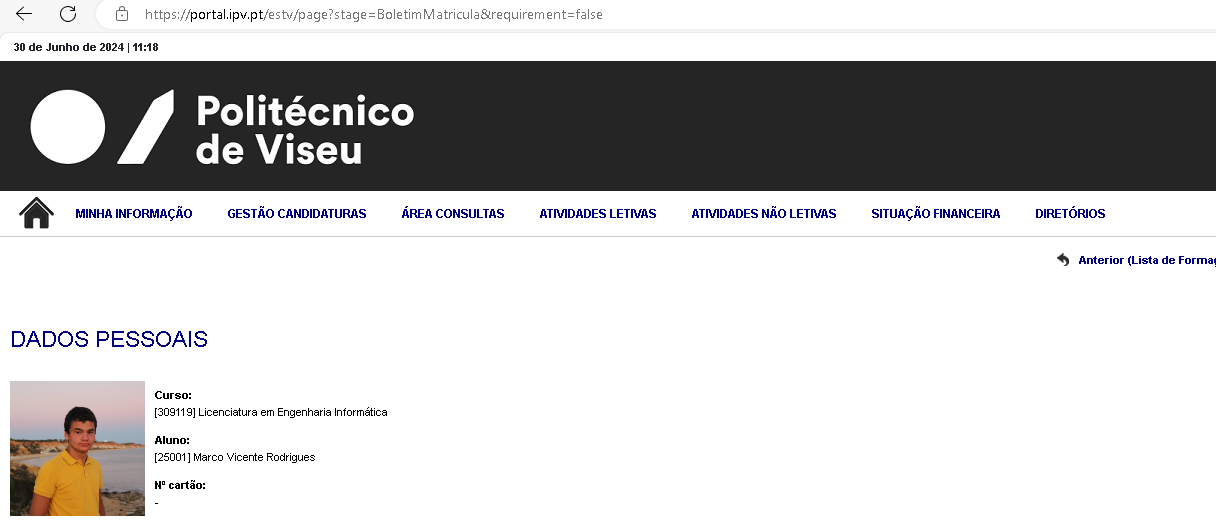 https://portal.ipv.pt/estv/page?stage=BoletimMatricula&requirement=false
30 de Junho de 2024 | 11:18
Politécnico
de Viseu
MINHA INFORMAÇÃO GESTÃO CANDIDATURAS ÁREA CONSULTAS ATIVIDADES LETIVAS ATIVIDADES NÃO LETIVAS SITUAÇÃO FINANCEIRA DIRETÓRIOS
Anterior (Lista de
DADOS PESSOAIS
Curso:
[309119] Licenciatura em Engenharia Informática
Aluno:
[25001] Marco Vicente Rodrigues
Nº cartão:
-